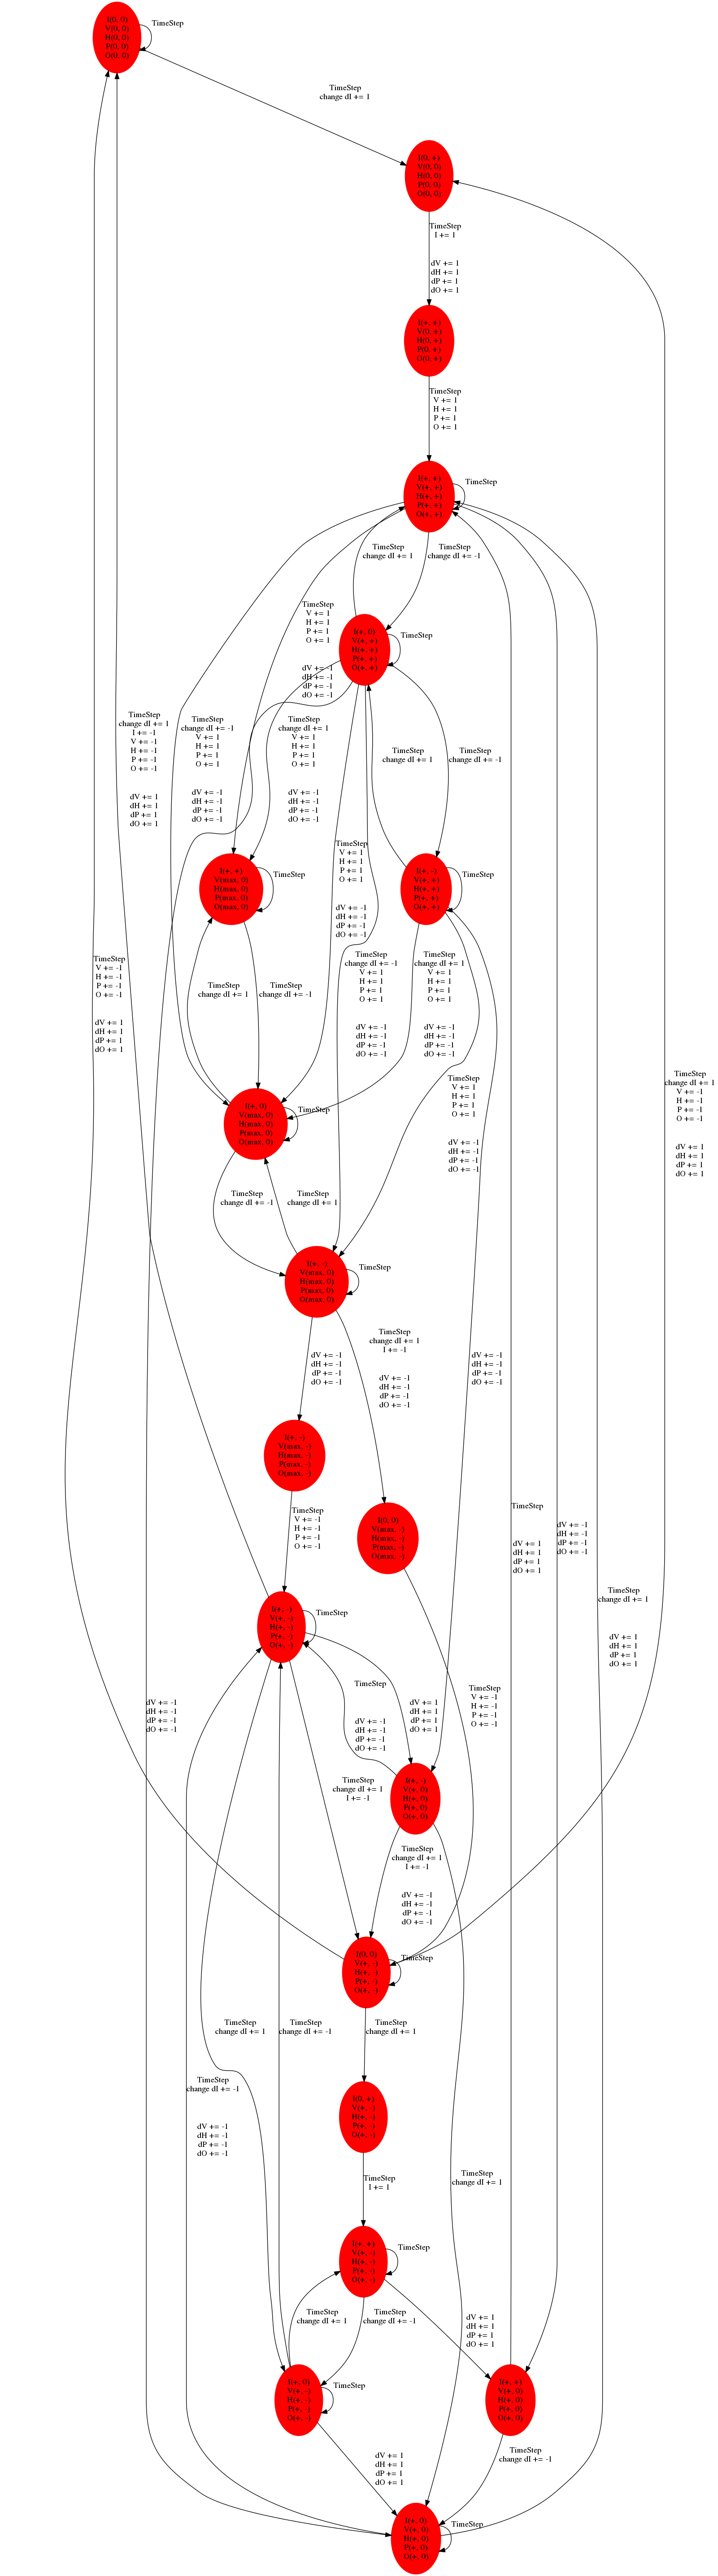 I(0, 0)
V(0, 0)
H(0, 0)
P(0, 0)
O(0, 0)
TimeStep
TimeStep
change dI += 1
I(0, +)
V(0, 0)
H(0, 0)
P(0, 0)
O(0, 0)
TimeStep
I += 1
dV += 1
dH += 1
dP += 1
dO += 1
I(+, +)
V(0, +)
H(0, +)
P(0, +)
O(0, +)
TimeStep
V += 1
H += 1
P += 1
O += 1
I(+, +)
V(+, +)
H(+, +)
P(+, +)
O(+, +)
TimeStep
TimeStep
change dI += 1
TimeStep
change dI += -1
TimeStep
V += 1
H += 1
P += 1
O += 1
dV += -1
dH += -1
dP += -1
dO += -1
I(+, 0)
V(+, +)
H(+, +)
P(+, +)
O(+, +)
TimeStep
TimeStep
change dI += 1
I += -1
V += -1
H += -1
P += -1
O += -1
dV += 1
dH += 1
dP += 1
dO += 1
TimeStep
change dI += -1
V += 1
H += 1
P += 1
O += 1
dV += -1
dH += -1
dP += -1
dO += -1
TimeStep
change dI += 1
V += 1
H += 1
P += 1
O += 1
dV += -1
dH += -1
dP += -1
dO += -1
TimeStep
change dI += 1
TimeStep
change dI += -1
TimeStep
V += 1
H += 1
P += 1
O += 1
dV += -1
dH += -1
dP += -1
dO += -1
I(+, +)
V(max, 0)
H(max, 0)
P(max, 0)
O(max, 0)
TimeStep
I(+, -)
V(+, +)
H(+, +)
P(+, +)
O(+, +)
TimeStep
TimeStep
V += -1
H += -1
P += -1
O += -1
dV += 1
dH += 1
dP += 1
dO += 1
TimeStep
change dI += 1
TimeStep
change dI += -1
TimeStep
change dI += -1
V += 1
H += 1
P += 1
O += 1
dV += -1
dH += -1
dP += -1
dO += -1
TimeStep
change dI += 1
V += 1
H += 1
P += 1
O += 1
dV += -1
dH += -1
dP += -1
dO += -1
TimeStep
V += 1
H += 1
P += 1
O += 1
dV += -1
dH += -1
dP += -1
dO += -1
TimeStep
change dI += 1
V += -1
H += -1
P += -1
O += -1
dV += 1
dH += 1
dP += 1
dO += 1
I(+, 0)
V(max, 0)
H(max, 0)
P(max, 0)
O(max, 0)
TimeStep
TimeStep
change dI += -1
TimeStep
change dI += 1
I(+, -)
V(max, 0)
H(max, 0)
P(max, 0)
O(max, 0)
TimeStep
dV += -1
dH += -1
dP += -1
dO += -1
TimeStep
change dI += 1
I += -1
dV += -1
dH += -1
dP += -1
dO += -1
dV += -1
dH += -1
dP += -1
dO += -1
I(+, -)
V(max, -)
H(max, -)
P(max, -)
O(max, -)
TimeStep
V += -1
H += -1
P += -1
O += -1
I(0, 0)
V(max, -)
H(max, -)
P(max, -)
O(max, -)
TimeStep
dV += 1
dH += 1
dP += 1
dO += 1
dV += -1
dH += -1
dP += -1
dO += -1
TimeStep
change dI += 1
dV += 1
dH += 1
dP += 1
dO += 1
I(+, -)
V(+, -)
H(+, -)
P(+, -)
O(+, -)
TimeStep
TimeStep
dV += -1
dH += -1
dP += -1
dO += -1
dV += 1
dH += 1
dP += 1
dO += 1
TimeStep
V += -1
H += -1
P += -1
O += -1
dV += -1
dH += -1
dP += -1
dO += -1
TimeStep
change dI += 1
I += -1
I(+, -)
V(+, 0)
H(+, 0)
P(+, 0)
O(+, 0)
TimeStep
change dI += 1
I += -1
dV += -1
dH += -1
dP += -1
dO += -1
I(0, 0)
V(+, -)
H(+, -)
P(+, -)
O(+, -)
TimeStep
TimeStep
change dI += 1
TimeStep
change dI += -1
TimeStep
change dI += 1
TimeStep
change dI += -1
dV += -1
dH += -1
dP += -1
dO += -1
I(0, +)
V(+, -)
H(+, -)
P(+, -)
O(+, -)
TimeStep
I += 1
TimeStep
change dI += 1
I(+, +)
V(+, -)
H(+, -)
P(+, -)
O(+, -)
TimeStep
TimeStep
change dI += 1
TimeStep
change dI += -1
dV += 1
dH += 1
dP += 1
dO += 1
I(+, 0)
V(+, -)
H(+, -)
P(+, -)
O(+, -)
TimeStep
I(+, +)
V(+, 0)
H(+, 0)
P(+, 0)
O(+, 0)
dV += 1
dH += 1
dP += 1
dO += 1
TimeStep
change dI += -1
I(+, 0)
V(+, 0)
H(+, 0)
P(+, 0)
O(+, 0)
TimeStep